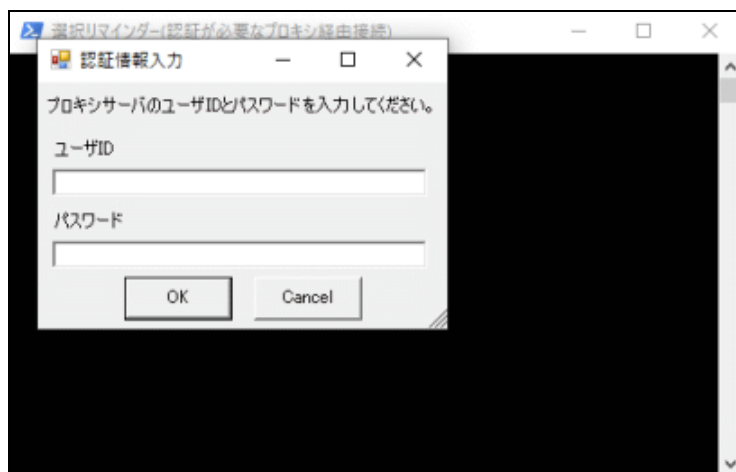 選択リマインダー(認証が必要なプロキシ経由接続)
認証情報入力
プロキシサーバのユーザIDとパスワードを入力してください。
ユーザID
パスワード
OK Cancel